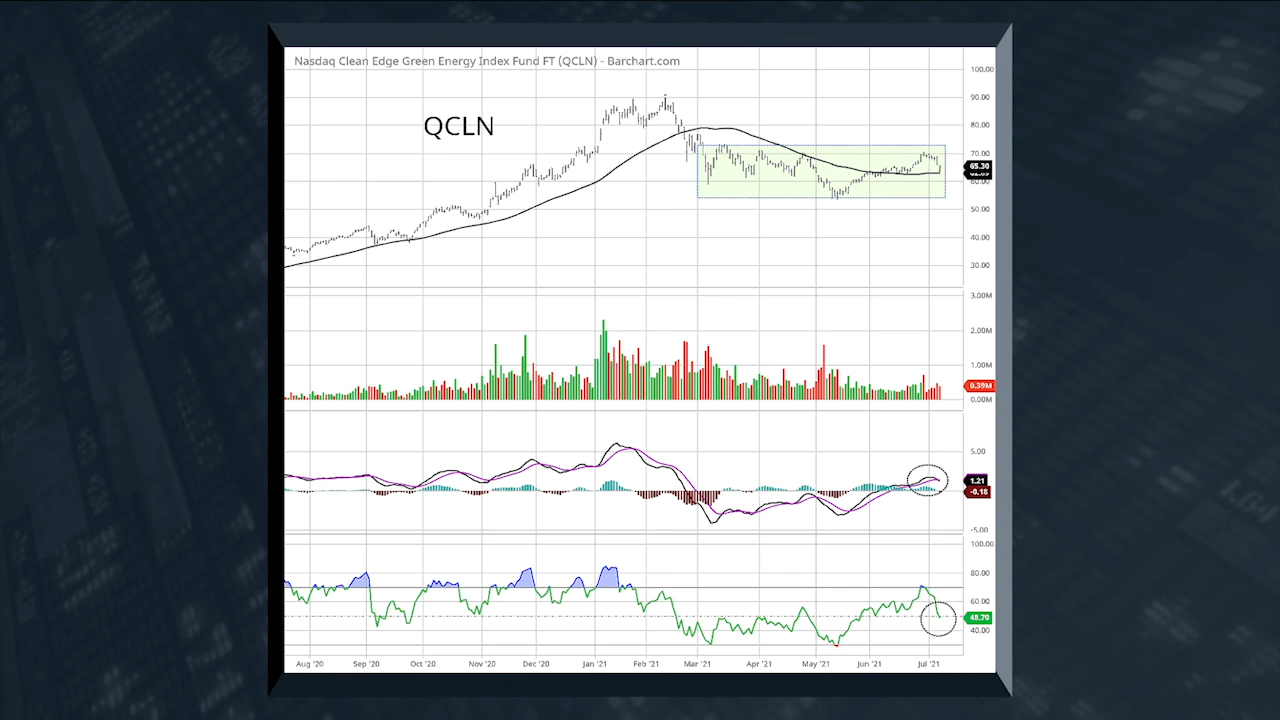 Nasdaq Clean Edge Green Energy Index Fund FT (QCLN) - Barchart.com
QCLN
100.00
90.00
80.00
70.00
65.30
60.00
50.00
40.00
30.00
3.00M
2.00M
1.00M
0.39M
0.00M
5.00
1.21
-0.18
-5.00
100.00
80.00
60.00
48.70
40.00
Aug '20 Sep '20 Oct '20 Nov '20 Dec '20 Jan '21 Feb '21 Mar '21 Apr '21 May '21 Jun '21 Jul '21